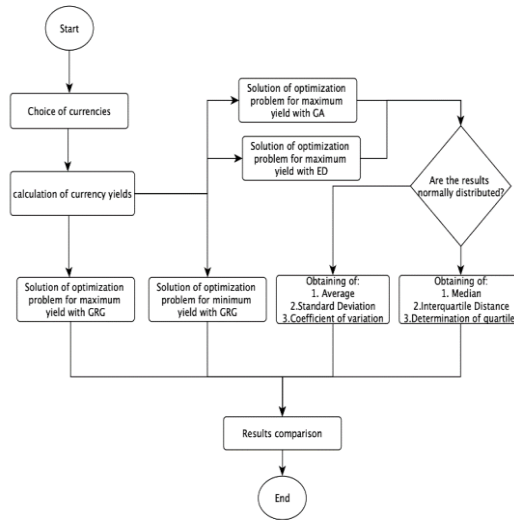 Start
Choice of currencies
calculation of currency yields
Solution of optimization
problem for maximum
yield with GA
Solution of optimization
problem for maximum
yield with ED
Are the results
normally distributed?
Solution of optimization
problem for maximum
yield with GRG
Solution of optimization
problem for minimum
yield with GRG
Obtaining of:
1. Average
2.Standard Deviation
3.Coefficient of variation
Obtaining of:
1. Median
2.Interquartile Distance
3.Determination of quartile
Results comparison
End